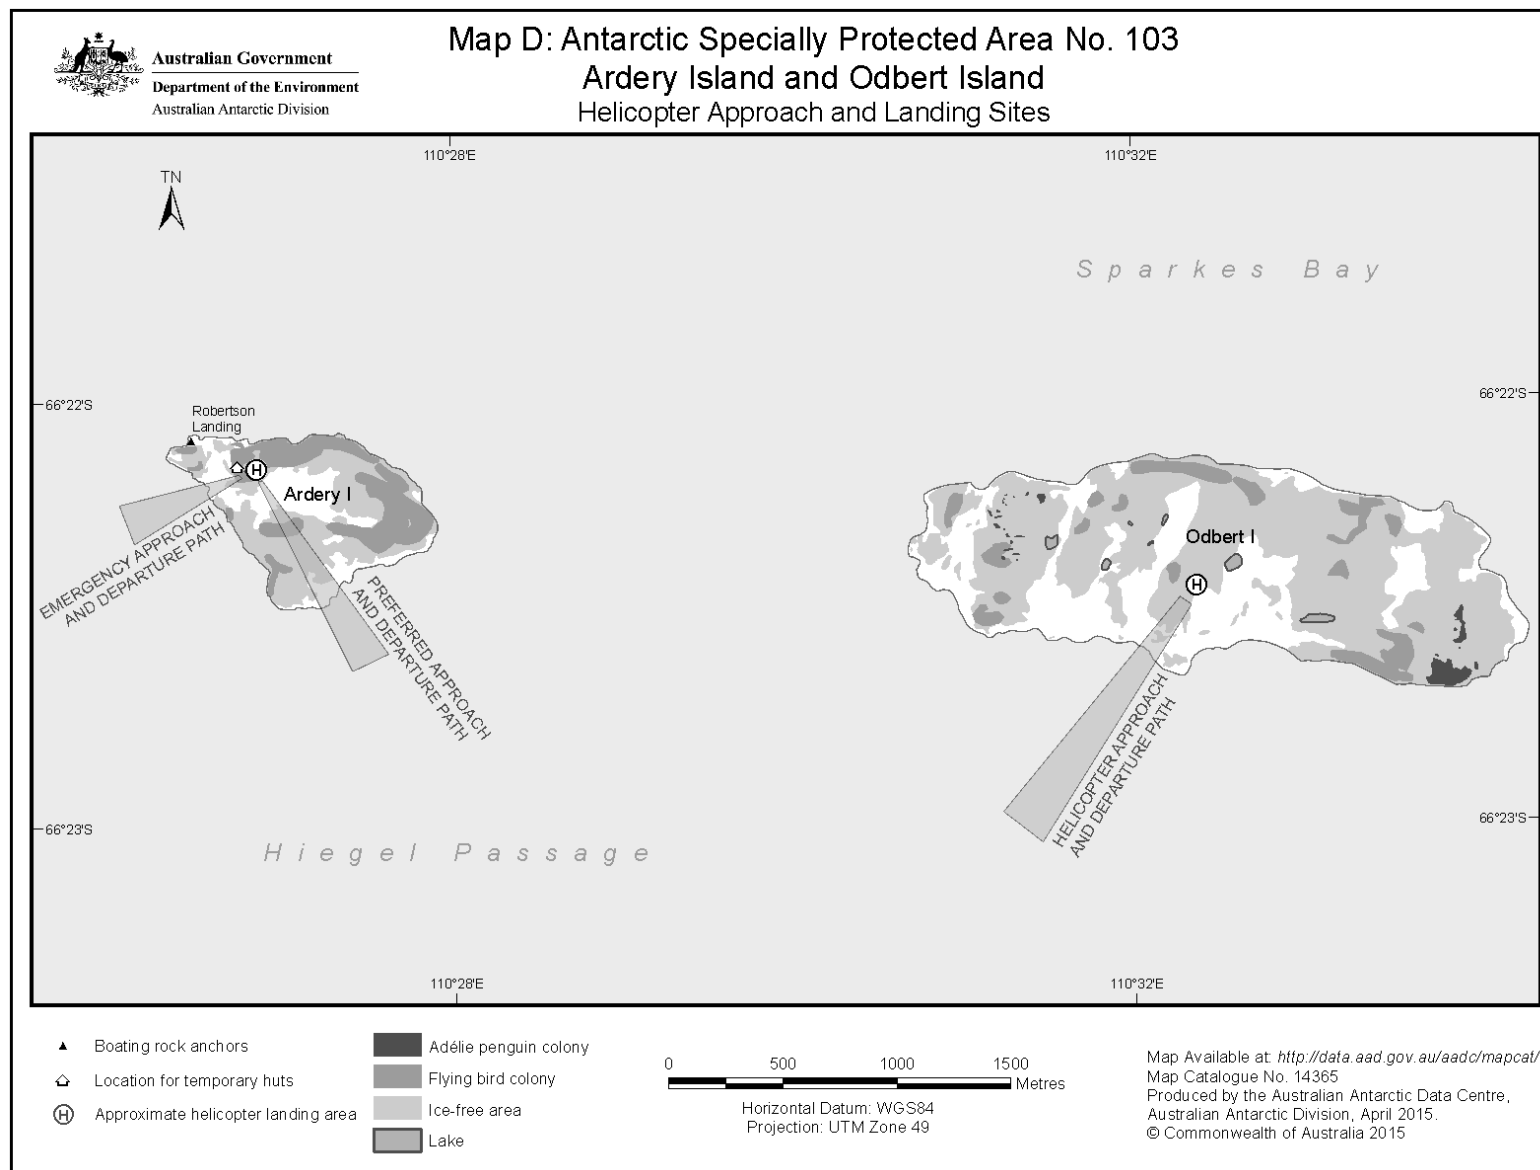 Australian Government
Department of the Environment
Australian Antarctic Division
Map D: Antarctic Specially Protected Area No. 103
Ardery Island and Odbert Island
Helicopter Approach and Landing Sites
110°28'E
110°32'E
TN
Sparkes Bay
66°22'S
66°22'S
Robertson
Landing
H
Ardery I
EMERGENCY APPROACH
AND DEPARTURE PATH
PREFERRED APPROACH
AND DEPARTURE PATH
Odbert I
H
HELICOPTER APPROACH
AND DEPARTURE PATH
66°23'S
66°23'S
Hiegel Passage
110°28'E
110°32'E
Boating rock anchors
Location for temporary huts
H Approximate helicopter landing area
Adélie penguin colony
Flying bird colony
Ice-free area
Lake
0 500 1000 1500
Metres
Horizontal Datum: WGS84
Projection: UTM Zone 49
Map Available at: http://data.aad.gov.au/aadc/mapcat/
Map Catalogue No. 14365
Produced by the Australian Antarctic Data Centre,
Australian Antarctic Division, April 2015.
© Commonwealth of Australia 2015